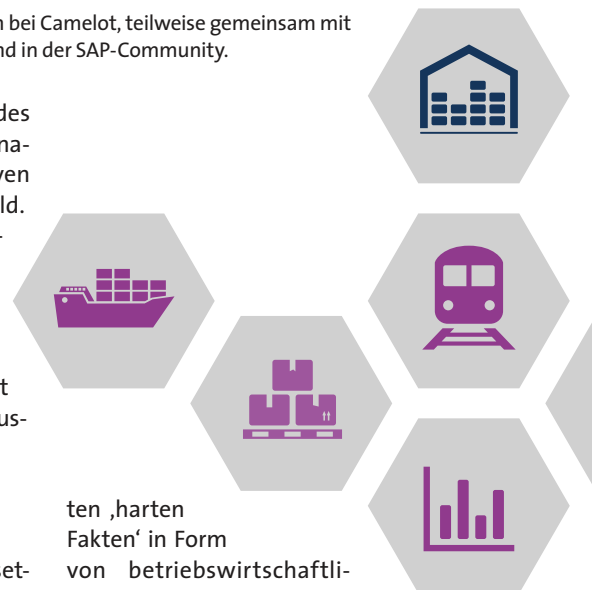 bei Camelot, teilweise gemeinsam mit
nd in der SAP-Community.
des
na-
ven
ld.
-
t
us-
set-
ten ‚harten
Fakten‘ in Form
von betriebswirtschaftli-